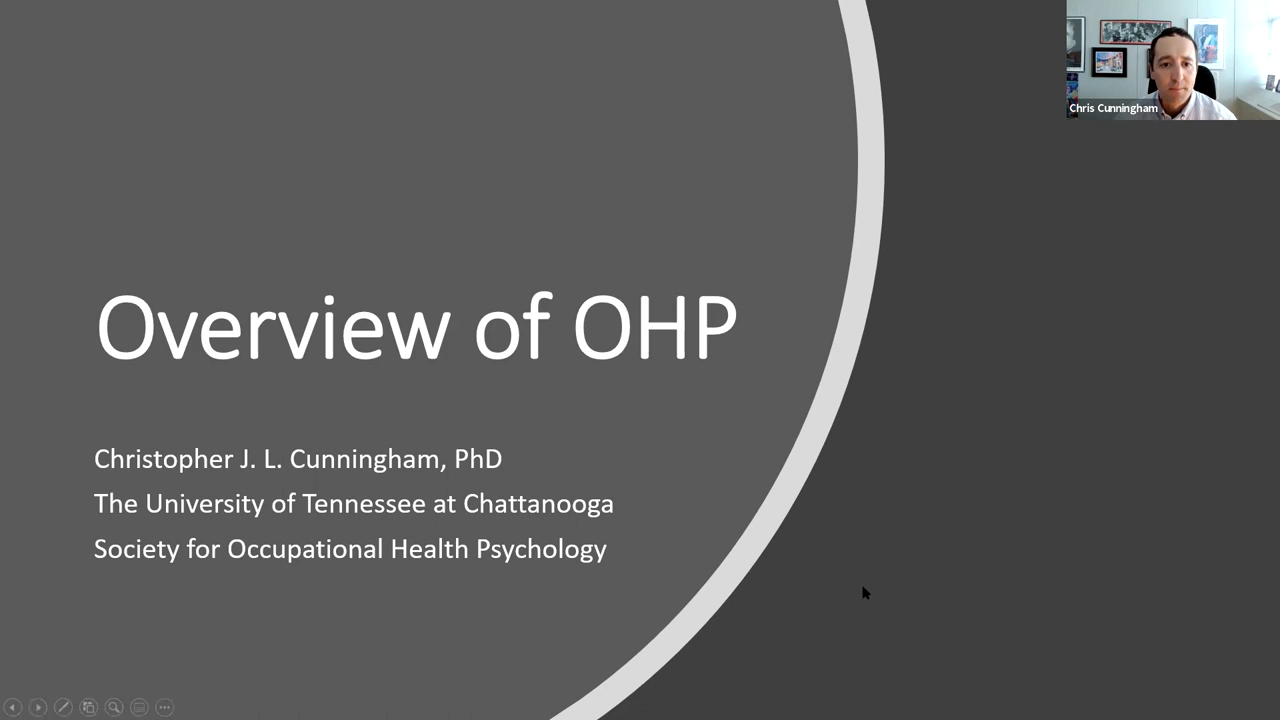 Overview of OHP
Christopher J. L. Cunningham, PhD
The University of Tennessee at Chattanooga
Society for Occupational Health Psychology
Chris Cunningham